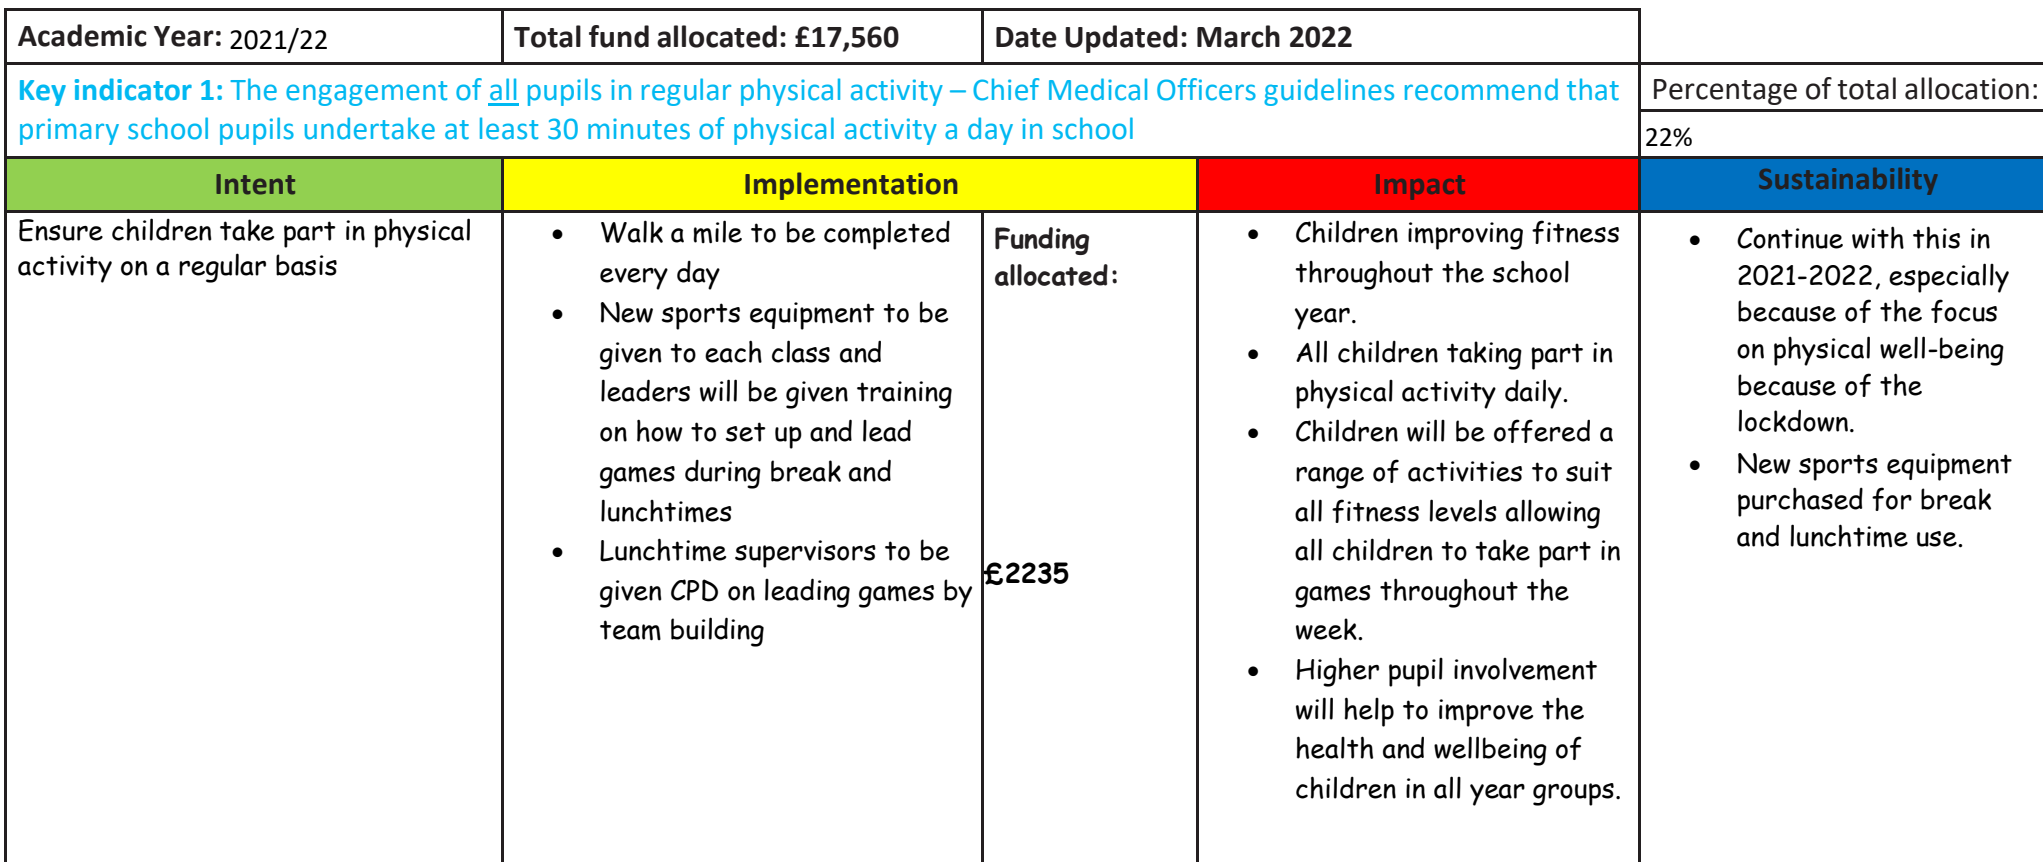 Academic Year: 2021/22
Total fund allocated: £17,560
Date Updated: March 2022
Key indicator 1: The engagement of all pupils in regular physical activity – Chief Medical Officers guidelines recommend that
primary school pupils undertake at least 30 minutes of physical activity a day in school
Percentage of total allocation:
22%
Intent
Implementation
Impact
Sustainability
Ensure children take part in physical
activity on a regular basis
• Walk a mile to be completed
every day
• New sports equipment to be
given to each class and
leaders will be given training
on how to set up and lead
games during break and
lunchtimes
• Lunchtime supervisors to be
given CPD on leading games by
team building
Funding
allocated:
£2235
• Children improving fitness
throughout the school
year.
• All children taking part in
physical activity daily.
• Children will be offered a
range of activities to suit
all fitness levels allowing
all children to take part in
games throughout the
week.
• Higher pupil involvement
will help to improve the
health and wellbeing of
children in all year groups.
• Continue with this in
2021-2022, especially
because of the focus
on physical well-being
because of the
lockdown.
• New sports equipment
purchased for break
and lunchtime use.